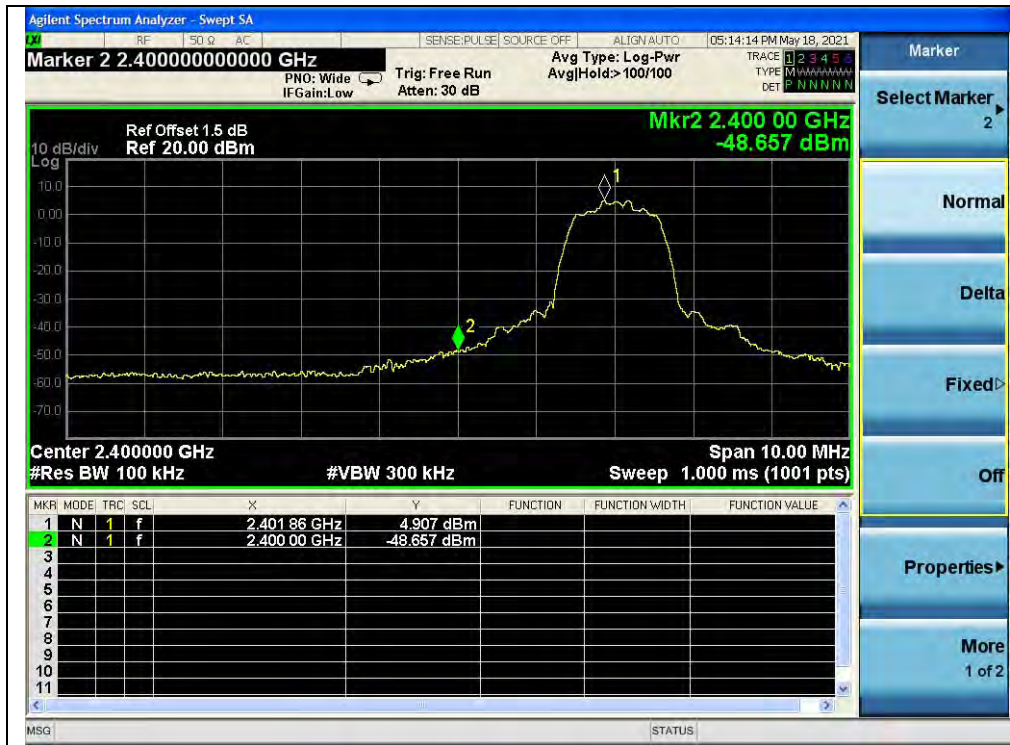 Agilent Spectrum Analyzer - Swept SA
LXI RF 50 Ω AC SENSE:PULSE SOURCE OFF ALIGN AUTO 05:14:14 PM May 18, 2021
Marker 2 2.400000000000 GHz
PNO: Wide
IFGain:Low
Trig: Free Run
Atten: 30 dB
Avg Type: Log-Pwr
Avg|Hold:>100/100
TRACE 1 2 3 4 5 6
TYPE M
DET P N N N N N
Mkr2 2.400 00 GHz
-48.657 dBm
Ref Offset 1.5 dB
10 dB/div Ref 20.00 dBm
Log
10.0
0.00
-10.0
-20.0
-30.0
-40.0
-50.0
-60.0
-70.0
1
2
Center 2.400000 GHz Span 10.00 MHz
#Res BW 100 kHz #VBW 300 kHz Sweep 1.000 ms (1001 pts)
MKR MODE TRC SCL X Y FUNCTION FUNCTION WIDTH FUNCTION VALUE
1 N 1 f 2.401 86 GHz 4.907 dBm
2 N 1 f 2.400 00 GHz -48.657 dBm
3
4
5
6
7
8
9
10
11
MSG STATUS
Marker
Select Marker
2
Normal
Delta
Fixed
Off
Properties
More
1 of 2